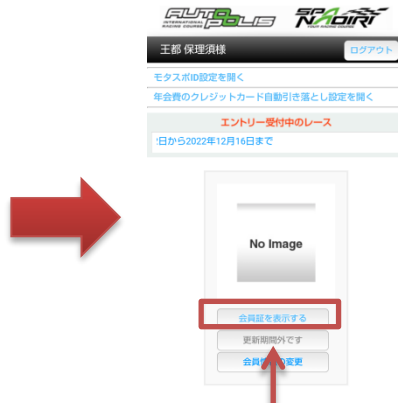 AUTOPOLIS
INTERNATIONAL RACING COURSE
SPA NAOIRI
王都 保理須様
ログアウト
モタスポID設定を開く
年会費のクレジットカード自動引き落とし設定を開く
エントリー受付中のレース
日から2022年12月16日まで
No Image
会員証を表示する
更新期間外です
会員情 の変更